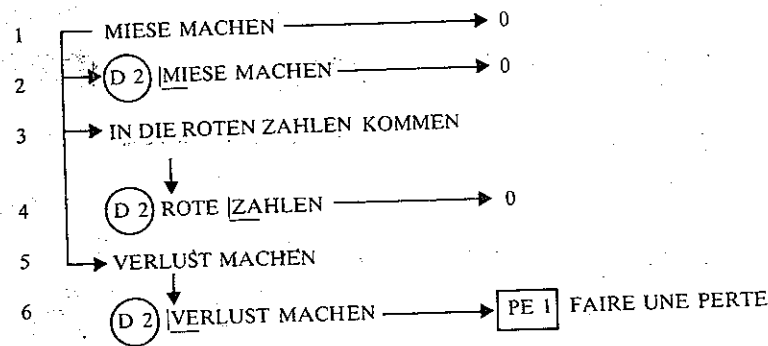 1 MIESE MACHEN 0
2 D 2 |MIESE MACHEN 0
3 IN DIE ROTEN ZAHLEN KOMMEN
4 D 2 ROTE |ZAHLEN 0
5 VERLUST MACHEN
6 D 2 |VERLUST MACHEN PE 1 FAIRE UNE PERTE